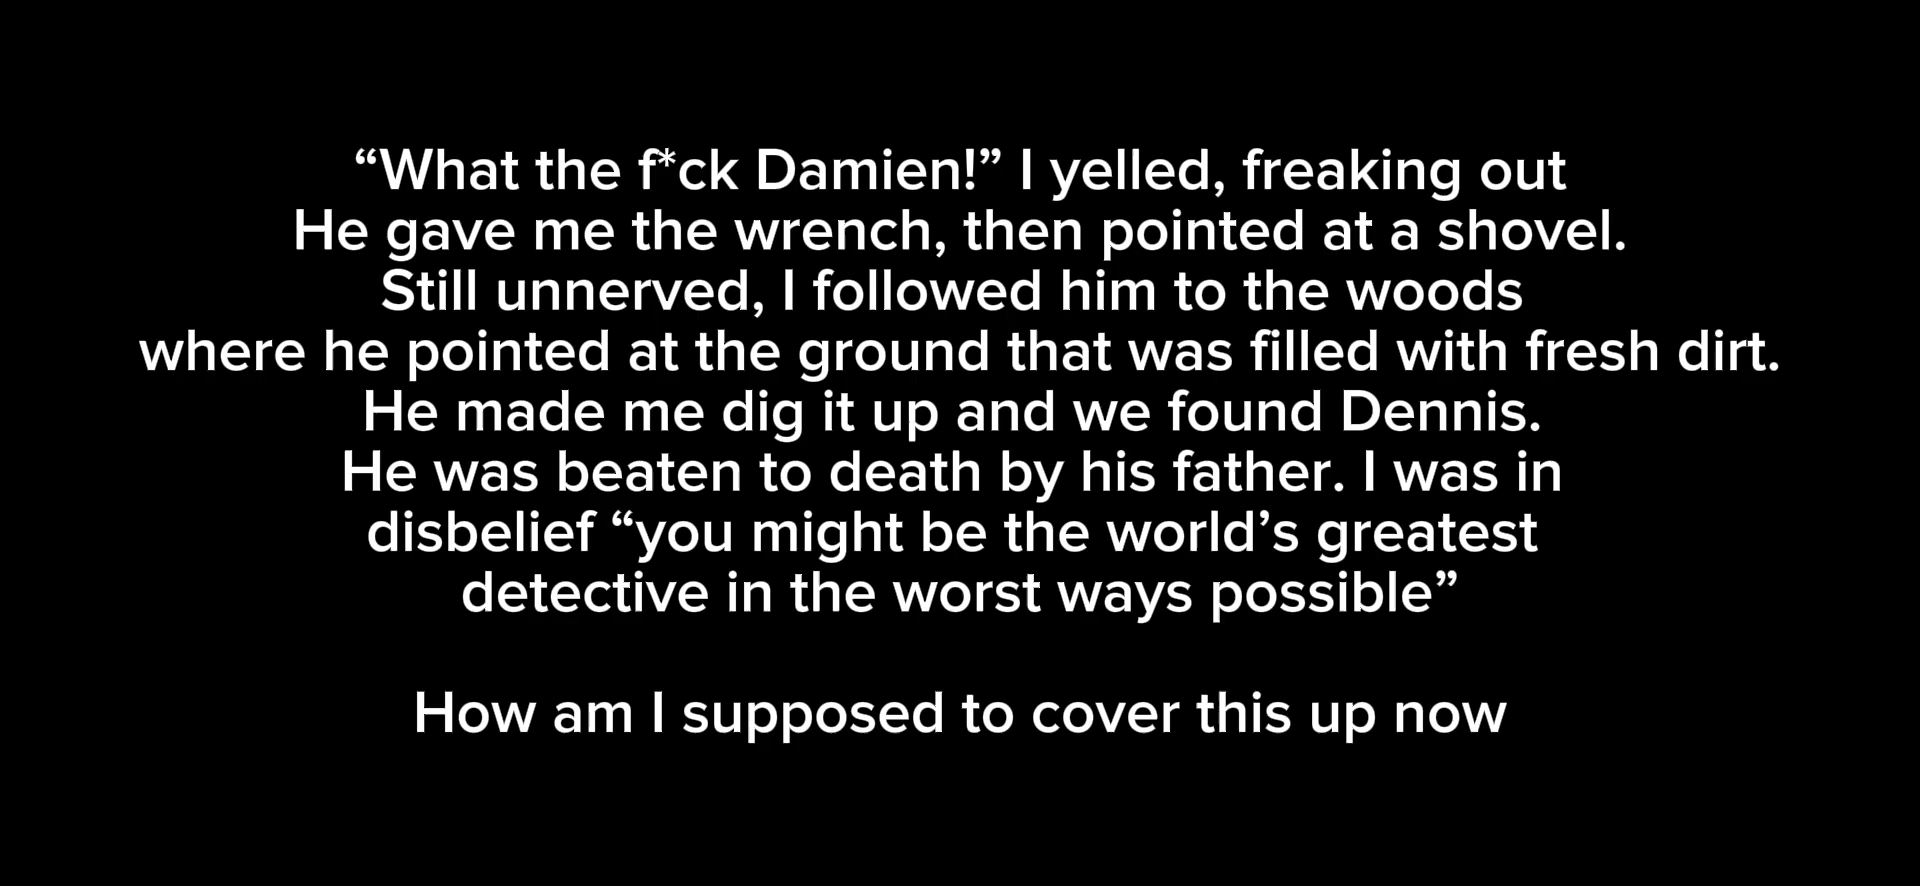 “What the f*ck Damien!” I yelled, freaking out
He gave me the wrench, then pointed at a shovel.
Still unnerved, I followed him to the woods
where he pointed at the ground that was filled with fresh dirt.
He made me dig it up and we found Dennis.
He was beaten to death by his father. I was in
disbelief “you might be the world’s greatest
detective in the worst ways possible”
How am I supposed to cover this up now